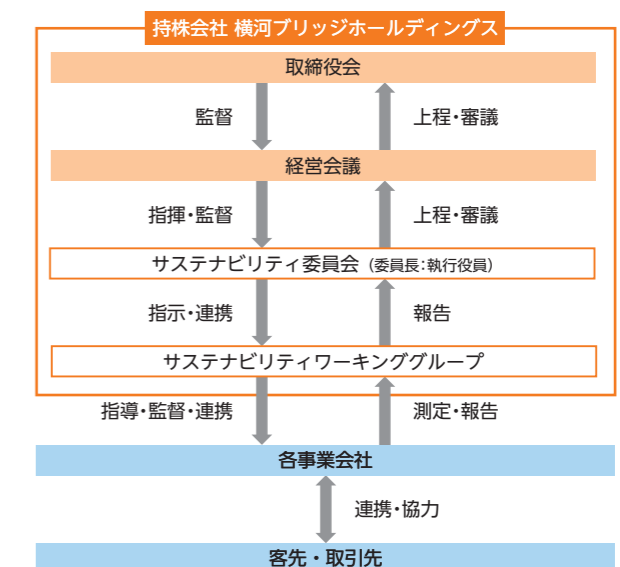 持株会社 横河ブリッジホールディングス
取締役会
監督
上程・審議
経営会議
指揮・監督
上程・審議
サステナビリティ委員会（委員長：執行役員）
指示・連携
報告
サステナビリティワーキンググループ
指導・監督・連携
測定・報告
各事業会社
連携・協力
客先・取引先